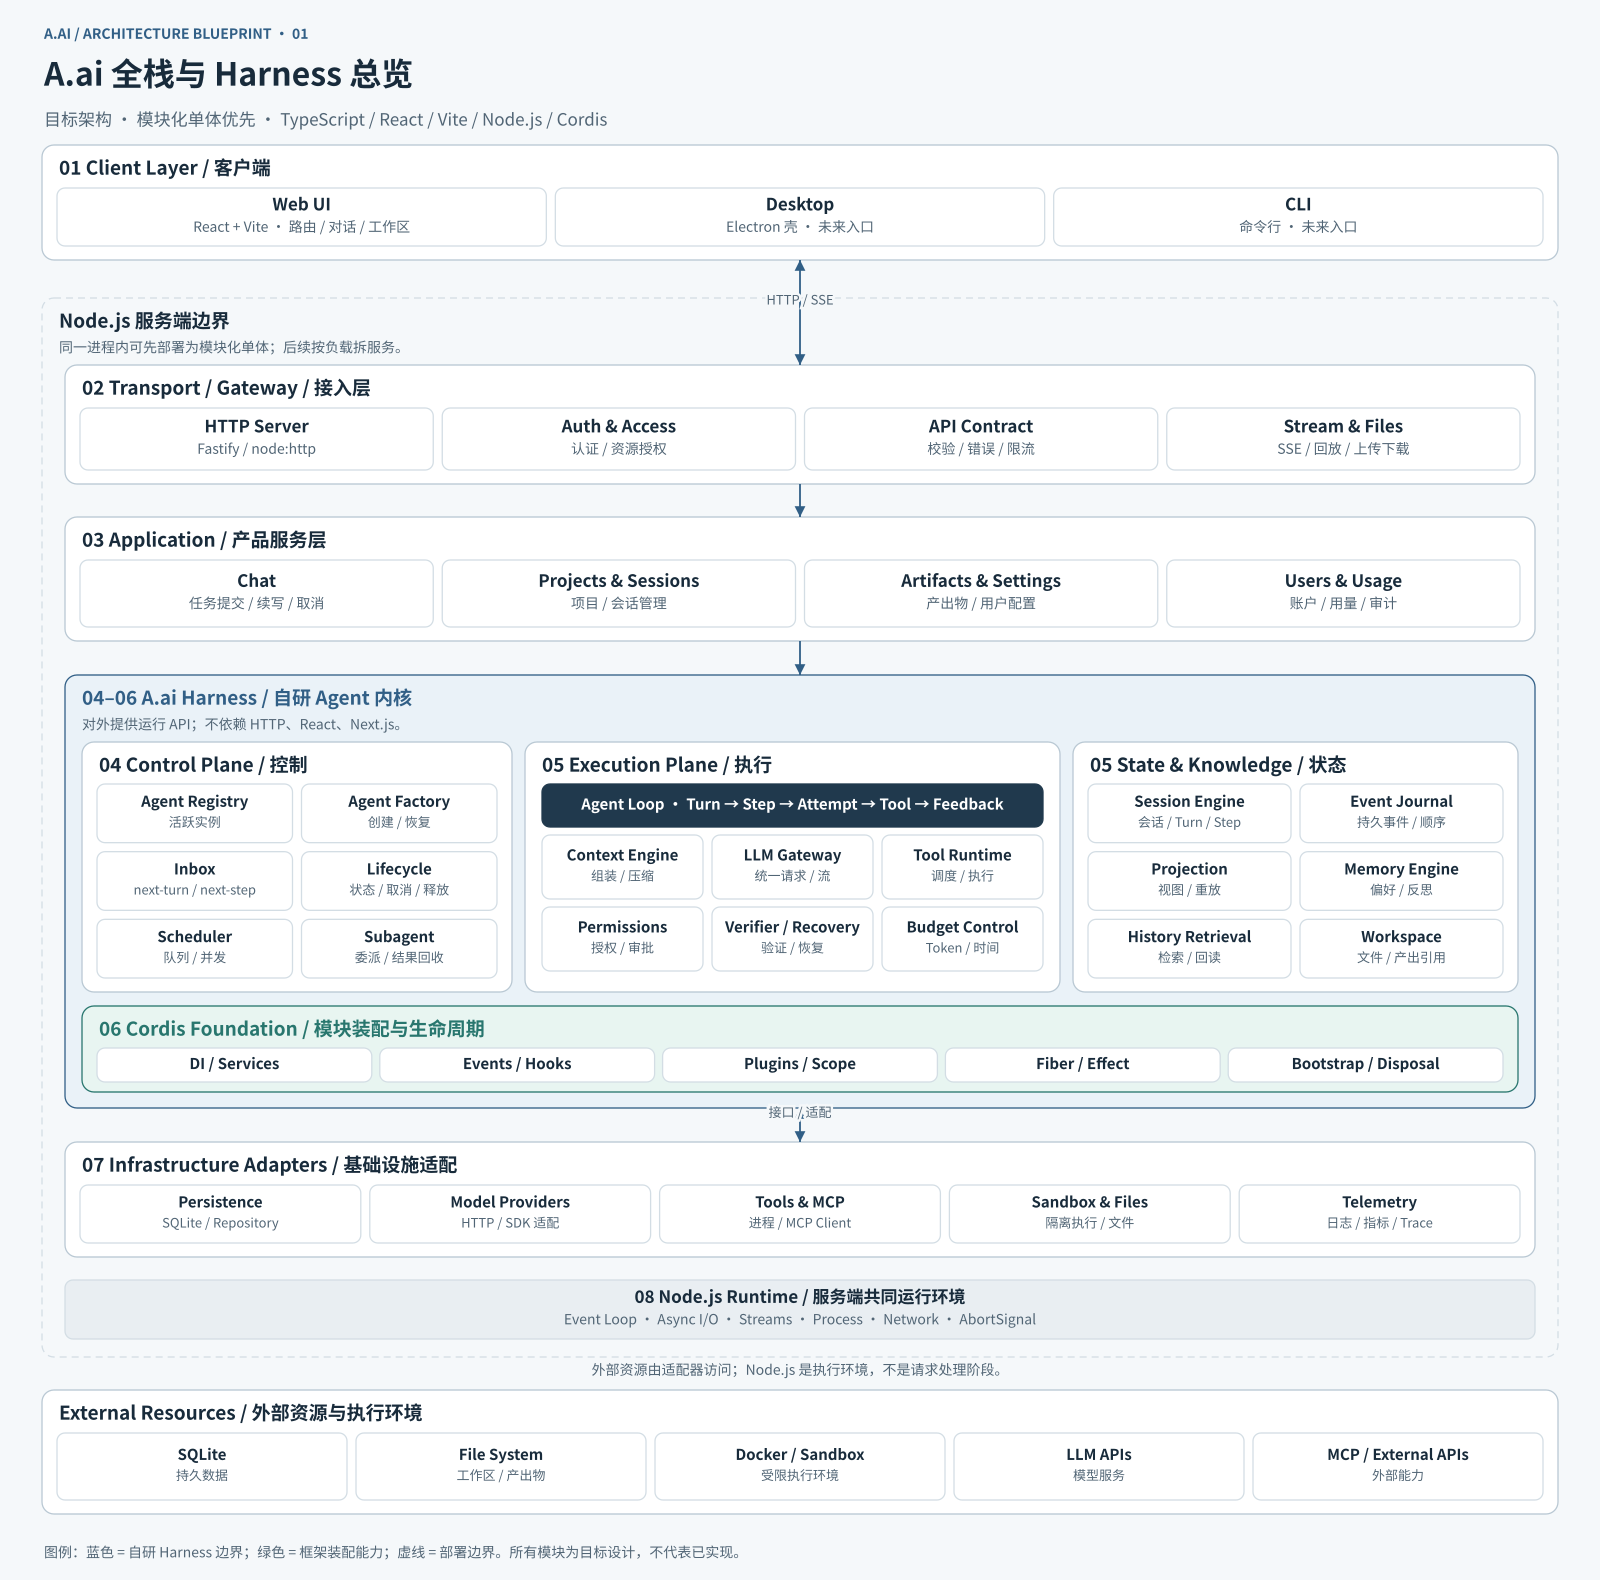 A.AI / ARCHITECTURE BLUEPRINT · 01
A.ai 全栈与 Harness 总览
目标架构 · 模块化单体优先 · TypeScript / React / Vite / Node.js / Cordis
01 Client Layer / 客户端
Web UI
React + Vite · 路由 / 对话 / 工作区
Desktop
Electron 壳 · 未来入口
CLI
命令行 · 未来入口
HTTP / SSE
Node.js 服务端边界
同一进程内可先部署为模块化单体；后续按负载拆服务。
02 Transport / Gateway / 接入层
HTTP Server
Fastify / node:http
Auth & Access
认证 / 资源授权
API Contract
校验 / 错误 / 限流
Stream & Files
SSE / 回放 / 上传下载
03 Application / 产品服务层
Chat
任务提交 / 续写 / 取消
Projects & Sessions
项目 / 会话管理
Artifacts & Settings
产出物 / 用户配置
Users & Usage
账户 / 用量 / 审计
04–06 A.ai Harness / 自研 Agent 内核
对外提供运行 API；不依赖 HTTP、React、Next.js。
04 Control Plane / 控制
Agent Registry
活跃实例
Agent Factory
创建 / 恢复
Inbox
next-turn / next-step
Lifecycle
状态 / 取消 / 释放
Scheduler
队列 / 并发
Subagent
委派 / 结果回收
05 Execution Plane / 执行
Agent Loop · Turn → Step → Attempt → Tool → Feedback
Context Engine
组装 / 压缩
LLM Gateway
统一请求 / 流
Tool Runtime
调度 / 执行
Permissions
授权 / 审批
Verifier / Recovery
验证 / 恢复
Budget Control
Token / 时间
05 State & Knowledge / 状态
Session Engine
会话 / Turn / Step
Event Journal
持久事件 / 顺序
Projection
视图 / 重放
Memory Engine
偏好 / 反思
History Retrieval
检索 / 回读
Workspace
文件 / 产出引用
06 Cordis Foundation / 模块装配与生命周期
DI / Services
Events / Hooks
Plugins / Scope
Fiber / Effect
Bootstrap / Disposal
接口 / 适配
07 Infrastructure Adapters / 基础设施适配
Persistence
SQLite / Repository
Model Providers
HTTP / SDK 适配
Tools & MCP
进程 / MCP Client
Sandbox & Files
隔离执行 / 文件
Telemetry
日志 / 指标 / Trace
08 Node.js Runtime / 服务端共同运行环境
Event Loop · Async I/O · Streams · Process · Network · AbortSignal
外部资源由适配器访问；Node.js 是执行环境，不是请求处理阶段。
External Resources / 外部资源与执行环境
SQLite
持久数据
File System
工作区 / 产出物
Docker / Sandbox
受限执行环境
LLM APIs
模型服务
MCP / External APIs
外部能力
图例：蓝色 = 自研 Harness 边界；绿色 = 框架装配能力；虚线 = 部署边界。所有模块为目标设计，不代表已实现。